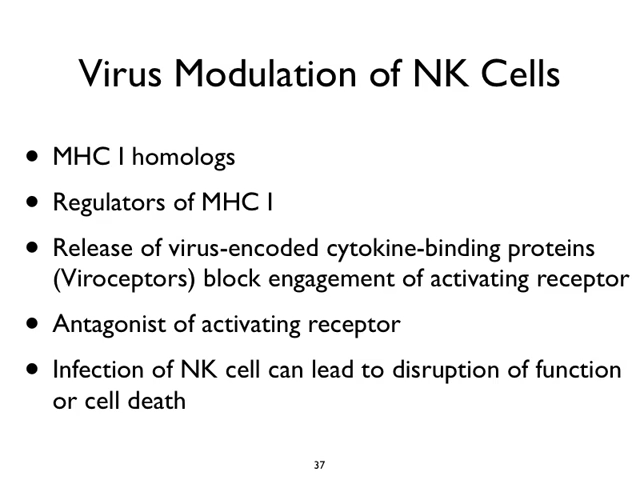 Virus Modulation of NK Cells
• MHC I homologs
• Regulators of MHC I
• Release of virus-encoded cytokine-binding proteins
(Viroceptors) block engagement of activating receptor
• Antagonist of activating receptor
• Infection of NK cell can lead to disruption of function
or cell death
37